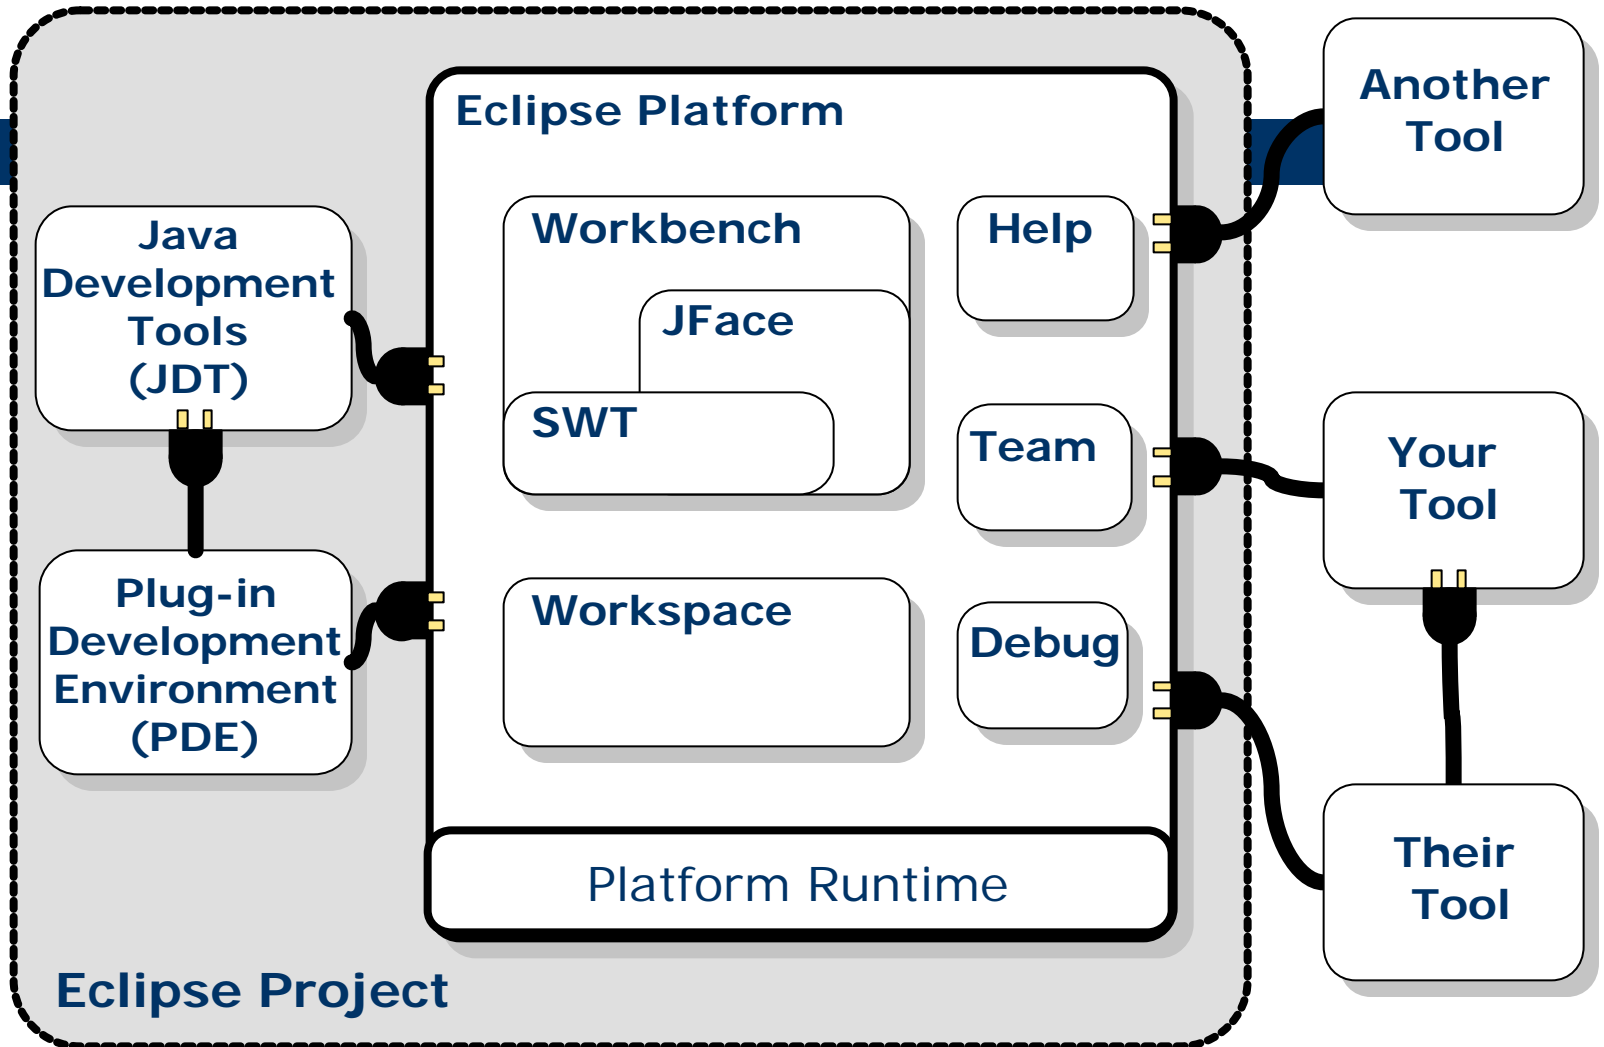 Eclipse Platform
Another
Tool
Java
Development
Tools
(JDT)
Workbench
JFace
SWT
Help
Team
Your
Tool
Plug-in
Development
Environment
(PDE)
Workspace
Debug
Their
Tool
Platform Runtime
Eclipse Project